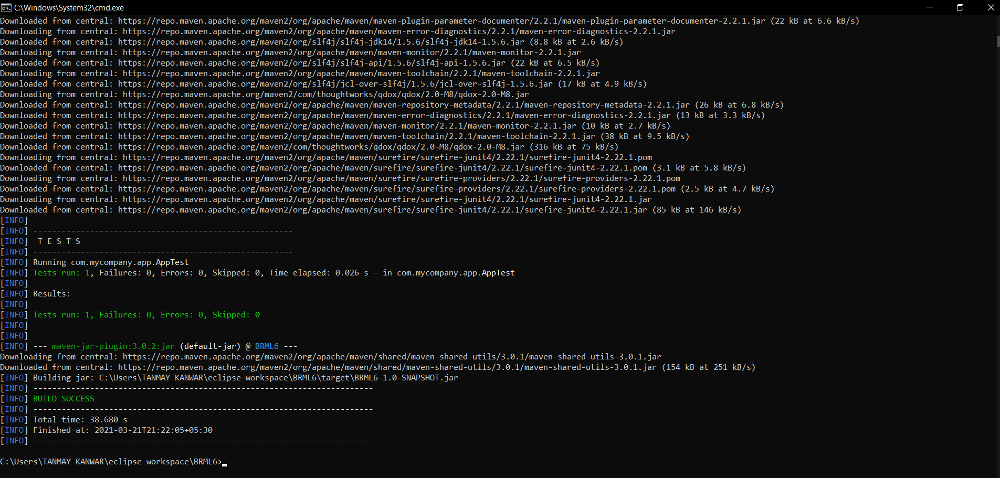 C:\Windows\System32\cmd.exe
Downloaded from central: https://repo.maven.apache.org/maven2/org/apache/maven/maven-plugin-parameter-documenter/2.2.1/maven-plugin-parameter-documenter-2.2.1.jar (22 kB at 6.6 kB/s)
Downloading from central: https://repo.maven.apache.org/maven2/org/apache/maven/maven-error-diagnostics/2.2.1/maven-error-diagnostics-2.2.1.jar
Downloaded from central: https://repo.maven.apache.org/maven2/org/slf4j/slf4j-jdk14/1.5.6/slf4j-jdk14-1.5.6.jar (8.8 kB at 2.6 kB/s)
Downloading from central: https://repo.maven.apache.org/maven2/org/apache/maven/maven-monitor/2.2.1/maven-monitor-2.2.1.jar
Downloaded from central: https://repo.maven.apache.org/maven2/org/slf4j/slf4j-api/1.5.6/slf4j-api-1.5.6.jar (22 kB at 6.5 kB/s)
Downloading from central: https://repo.maven.apache.org/maven2/org/apache/maven/maven-toolchain/2.2.1/maven-toolchain-2.2.1.jar
Downloaded from central: https://repo.maven.apache.org/maven2/org/slf4j/jcl-over-slf4j/1.5.6/jcl-over-slf4j-1.5.6.jar (17 kB at 4.9 kB/s)
Downloading from central: https://repo.maven.apache.org/maven2/com/thoughtworks/qdox/qdox/2.0-M8/qdox-2.0-M8.jar
Downloaded from central: https://repo.maven.apache.org/maven2/org/apache/maven/maven-repository-metadata/2.2.1/maven-repository-metadata-2.2.1.jar (26 kB at 6.8 kB/s)
Downloaded from central: https://repo.maven.apache.org/maven2/org/apache/maven/maven-error-diagnostics/2.2.1/maven-error-diagnostics-2.2.1.jar (13 kB at 3.3 kB/s)
Downloaded from central: https://repo.maven.apache.org/maven2/org/apache/maven/maven-monitor/2.2.1/maven-monitor-2.2.1.jar (10 kB at 2.7 kB/s)
Downloaded from central: https://repo.maven.apache.org/maven2/org/apache/maven/maven-toolchain/2.2.1/maven-toolchain-2.2.1.jar (38 kB at 9.5 kB/s)
Downloaded from central: https://repo.maven.apache.org/maven2/com/thoughtworks/qdox/qdox/2.0-M8/qdox-2.0-M8.jar (316 kB at 75 kB/s)
Downloading from central: https://repo.maven.apache.org/maven2/org/apache/maven/surefire/surefire-junit4/2.22.1/surefire-junit4-2.22.1.pom
Downloaded from central: https://repo.maven.apache.org/maven2/org/apache/maven/surefire/surefire-junit4/2.22.1/surefire-junit4-2.22.1.pom (3.1 kB at 5.8 kB/s)
Downloading from central: https://repo.maven.apache.org/maven2/org/apache/maven/surefire/surefire-providers/2.22.1/surefire-providers-2.22.1.pom
Downloaded from central: https://repo.maven.apache.org/maven2/org/apache/maven/surefire/surefire-providers/2.22.1/surefire-providers-2.22.1.pom (2.5 kB at 4.7 kB/s)
Downloading from central: https://repo.maven.apache.org/maven2/org/apache/maven/surefire/surefire-junit4/2.22.1/surefire-junit4-2.22.1.jar
Downloaded from central: https://repo.maven.apache.org/maven2/org/apache/maven/surefire/surefire-junit4/2.22.1/surefire-junit4-2.22.1.jar (85 kB at 146 kB/s)
[INFO]
[INFO] -------------------------------------------------------
[INFO]  T E S T S
[INFO] -------------------------------------------------------
[INFO] Running com.mycompany.app.AppTest
[INFO] Tests run: 1, Failures: 0, Errors: 0, Skipped: 0, Time elapsed: 0.026 s - in com.mycompany.app.AppTest
[INFO]
[INFO] Results:
[INFO]
[INFO] Tests run: 1, Failures: 0, Errors: 0, Skipped: 0
[INFO]
[INFO]
[INFO] --- maven-jar-plugin:3.0.2:jar (default-jar) @ BRML6 ---
Downloading from central: https://repo.maven.apache.org/maven2/org/apache/maven/shared/maven-shared-utils/3.0.1/maven-shared-utils-3.0.1.jar
Downloaded from central: https://repo.maven.apache.org/maven2/org/apache/maven/shared/maven-shared-utils/3.0.1/maven-shared-utils-3.0.1.jar (154 kB at 251 kB/s)
[INFO] Building jar: C:\Users\TANMAY KANWAR\eclipse-workspace\BRML6\target\BRML6-1.0-SNAPSHOT.jar
[INFO] ------------------------------------------------------------------------
[INFO] BUILD SUCCESS
[INFO] ------------------------------------------------------------------------
[INFO] Total time: 38.680 s
[INFO] Finished at: 2021-03-21T21:22:05+05:30
[INFO] ------------------------------------------------------------------------
C:\Users\TANMAY KANWAR\eclipse-workspace\BRML6>